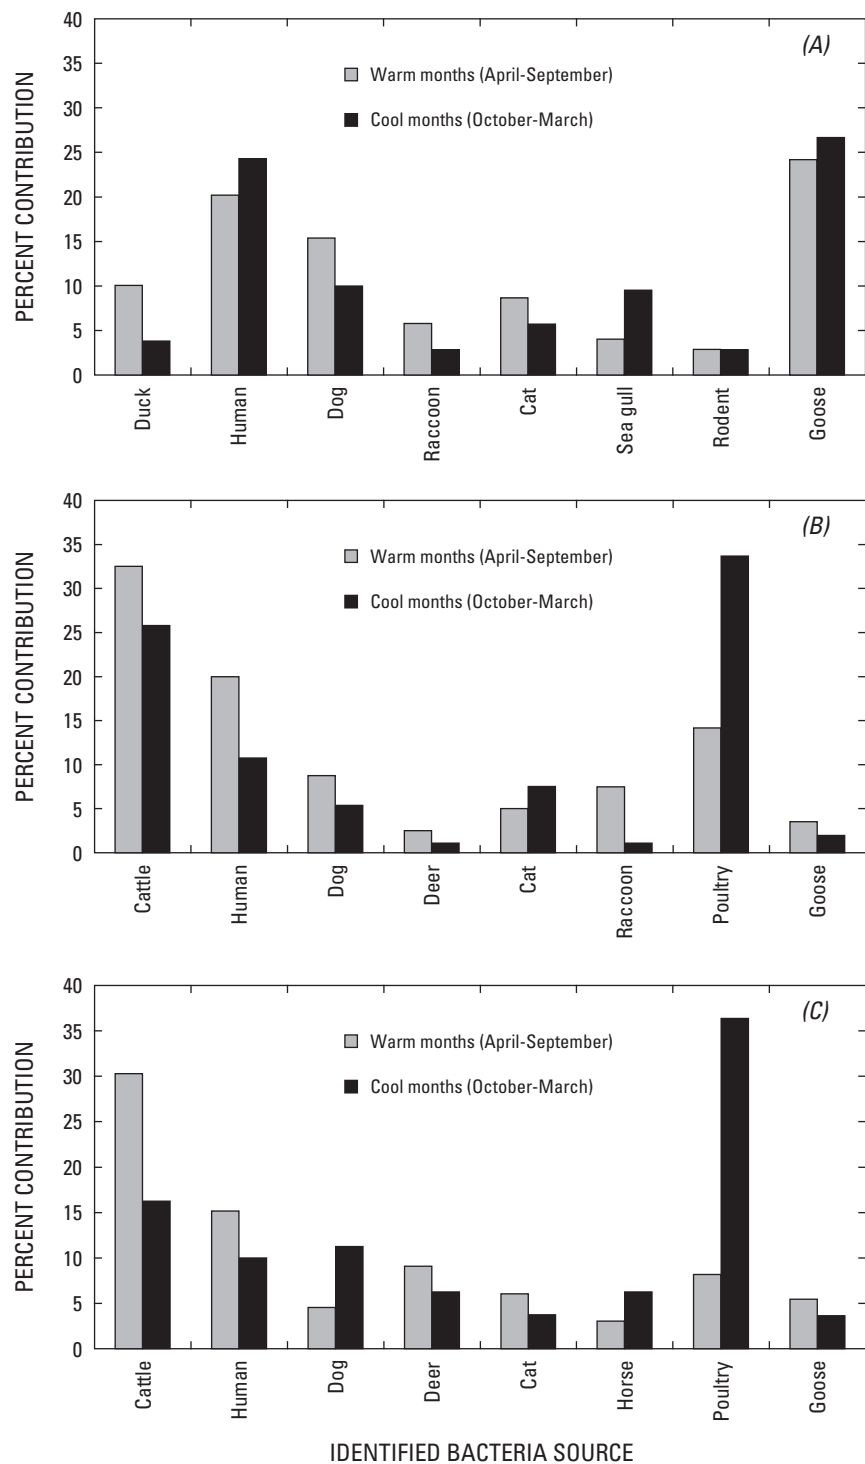 (A)
PERCENT CONTRIBUTION
40
35
30
25
20
15
10
5
0
Warm months (April-September)
Cool months (October-March)
Duck
Human
Dog
Raccoon
Cat
Sea gull
Rodent
Goose
(B)
PERCENT CONTRIBUTION
40
35
30
25
20
15
10
5
0
Warm months (April-September)
Cool months (October-March)
Cattle
Human
Dog
Deer
Cat
Raccoon
Poultry
Goose
(C)
PERCENT CONTRIBUTION
40
35
30
25
20
15
10
5
0
Warm months (April-September)
Cool months (October-March)
Cattle
Human
Dog
Deer
Cat
Horse
Poultry
Goose
IDENTIFIED BACTERIA SOURCE